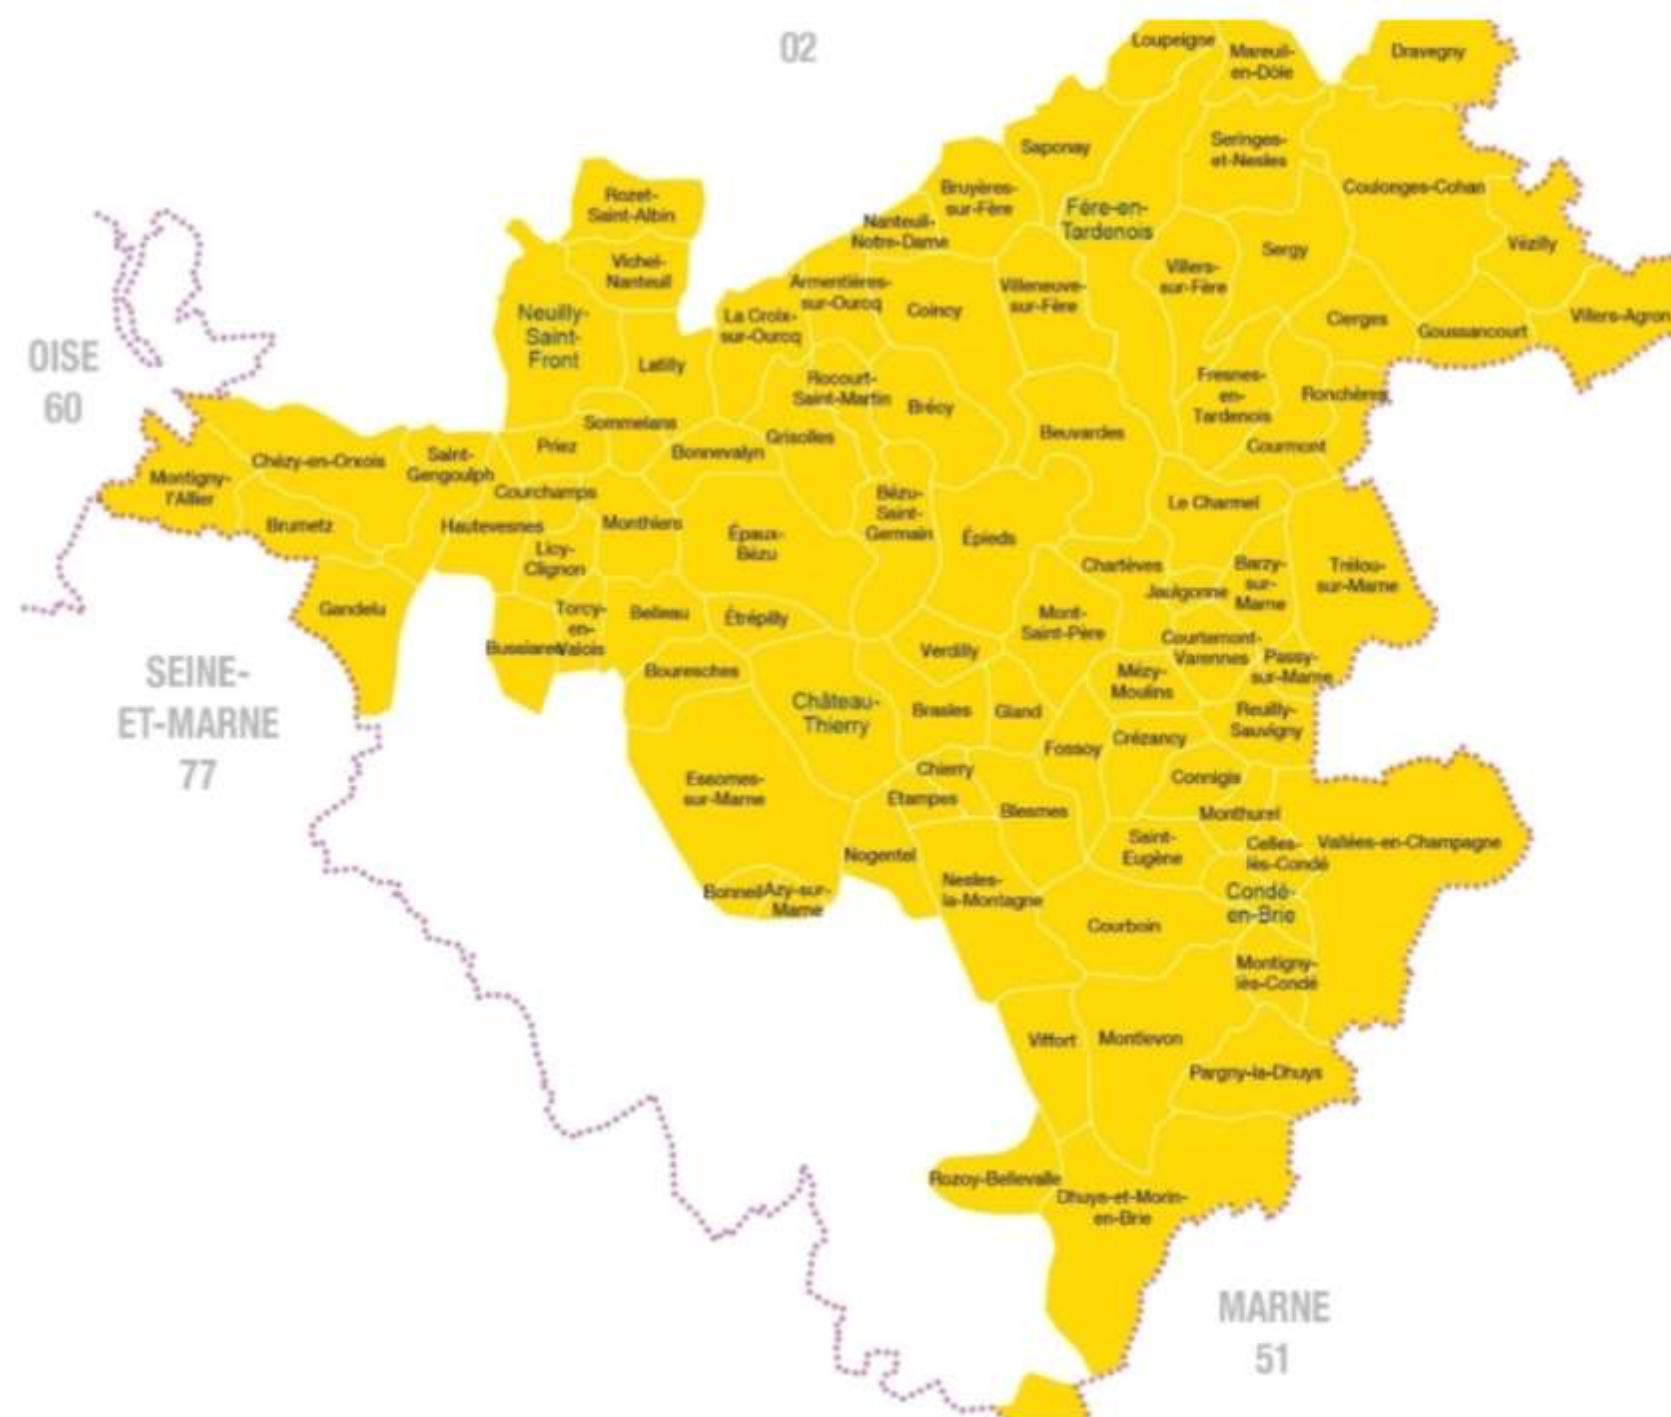 02
Loupeigne
Mareuil-
en-Dôle
Dravegny
Saponay
Seringes-
et-Nesles
Coulonges-Cohan
Rozet-
Saint-Albin
Bruyères-
sur-Fère
Fére-en-
Tardenois
Nanteuil-
Notre-Dame
Vézilly
Sergy
Vichel-
Nanteuil
Villers-
sur-Fère
Armentières-
sur-Ourcq
Villeneuve-
sur-Fère
Coincy
Neuilly-
Saint-
Front
La Croix-
sur-Ourcq
Cierges
Goussancourt
Villers-Agron
OISE
60
Latilly
Rocourt-
Saint-Martin
Brécy
Fresnes-
en-
Tardenois
Ronchères
Sommelans
Grisolles
Beuvardes
Courmont
Priez
Bonnevalyn
Chézy-en-Orxois
Saint-
Gengoulph
Montigny-
l'Allier
Courchamps
Bézu-
Saint-
Germain
Le Charmel
Brumetz
Hautevesnes
Monthiers
Épaux-
Bézu
Épieds
Licy-
Clignon
Chartèves
Barzy-
sur-
Marne
Trélou-
sur-Marne
Jaulgonne
Gandelu
Torcy-
en-
Valois
Belleau
Étrépilly
Mont-
Saint-Père
Bussiares
Verdilly
Courtemont-
Varennes
Passy-
sur-Marne
SEINE-
ET-MARNE
77
Bouresches
Mézy-
Moulins
Château-
Thierry
Brasles
Gland
Reuilly-
Sauvigny
Fossoy
Crézancy
Essomes-
sur-Marne
Chierry
Connigis
Etampes
Blesmes
Monthurel
Saint-
Eugène
Celles-
lès-Condé
Vallées-en-Champagne
Nogentel
Bonneil
Azy-sur-
Marne
Nesles-
la-Montagne
Condé-
en-Brie
Courboin
Montigny-
lès-Condé
Viffort
Montlevon
Pargny-la-Dhuys
Rozoy-Bellevalle
Dhuys-et-Morin-
en-Brie
MARNE
51